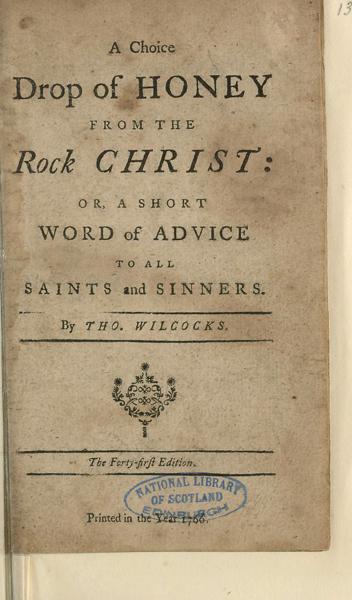 13
A Choice
Drop of HONEY
FROM THE
Rock CHRIST:
OR, A SHORT
WORD of ADVICE
TO ALL
SAINTS and SINNERS.
By THO. WILCOCKS.
The Forty-first Edition.
NATIONAL LIBRARY
OF SCOTLAND
EDINBURGH
Printed in the Year 1766.